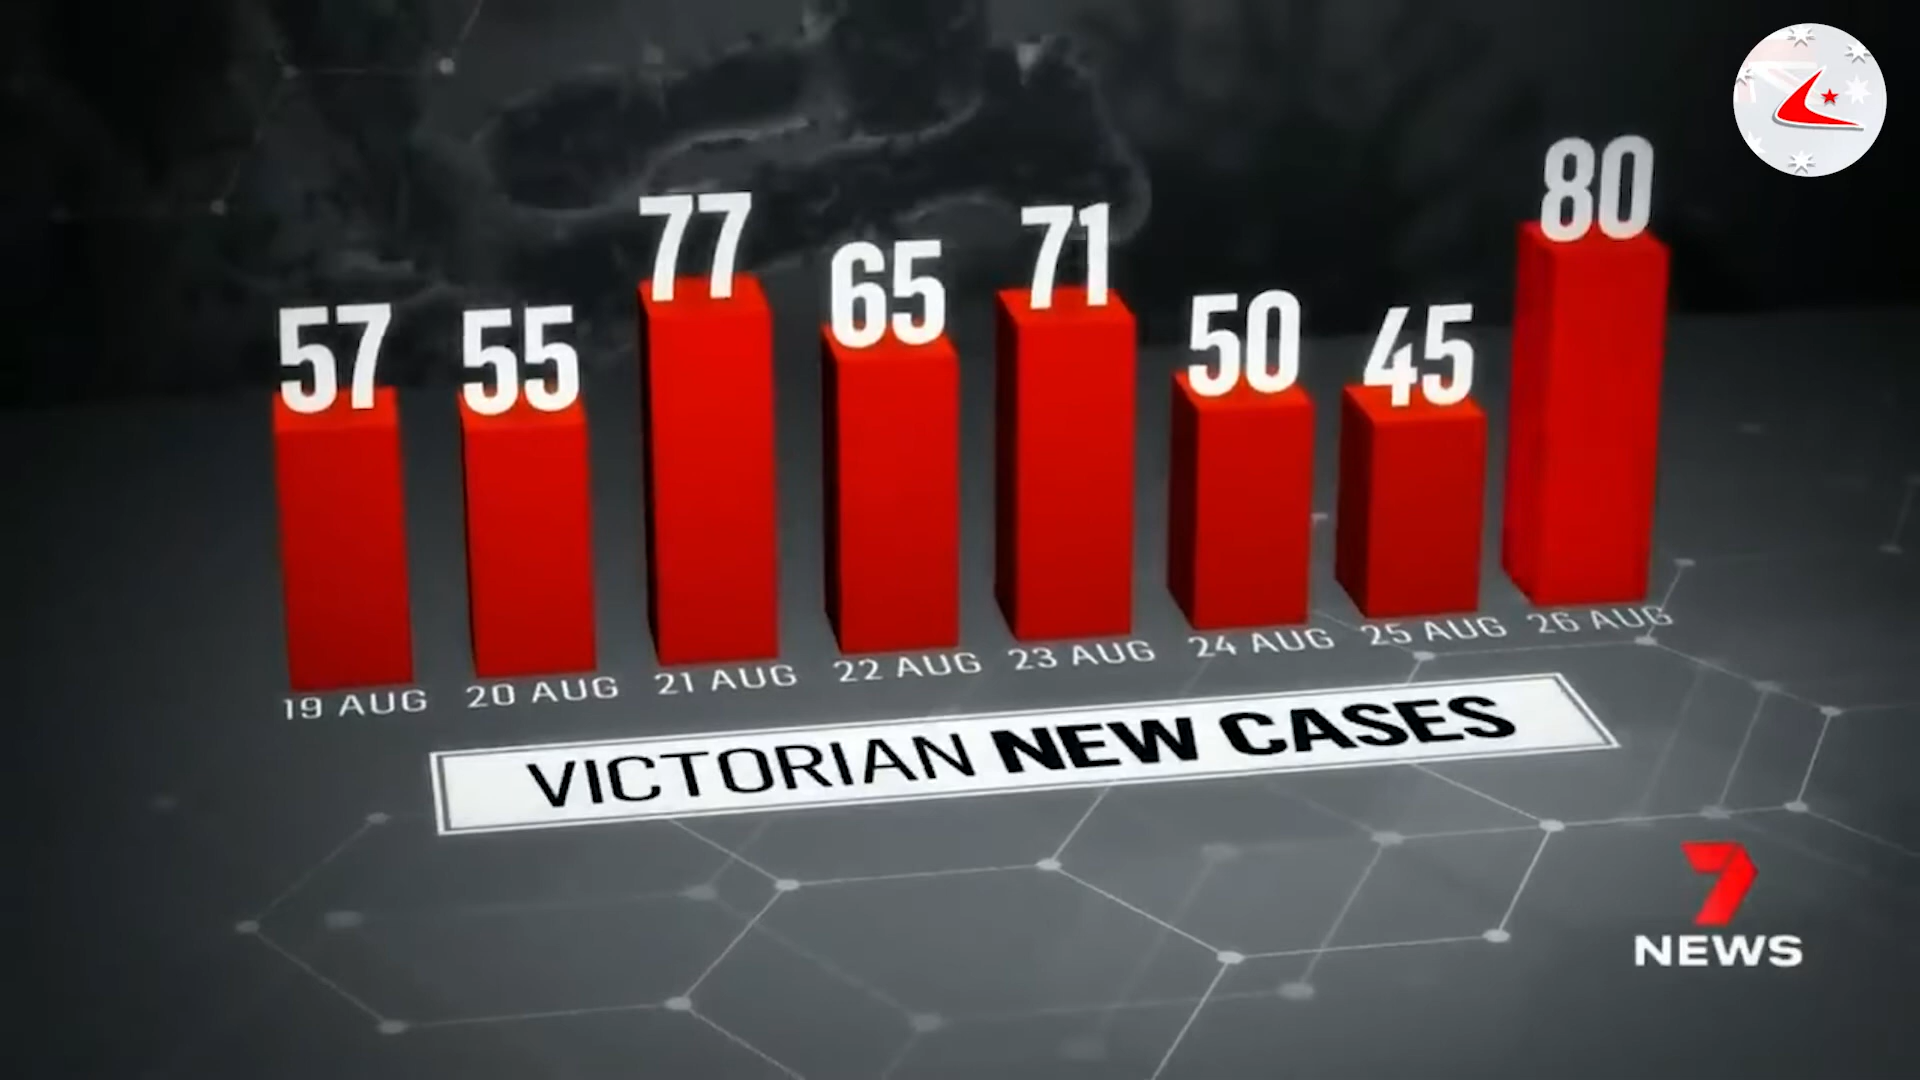 57 55 77 65 71 50 45 80
19 AUG 20 AUG 21 AUG 22 AUG 23 AUG 24 AUG 25 AUG 26 AUG
VICTORIAN NEW CASES
7
NEWS